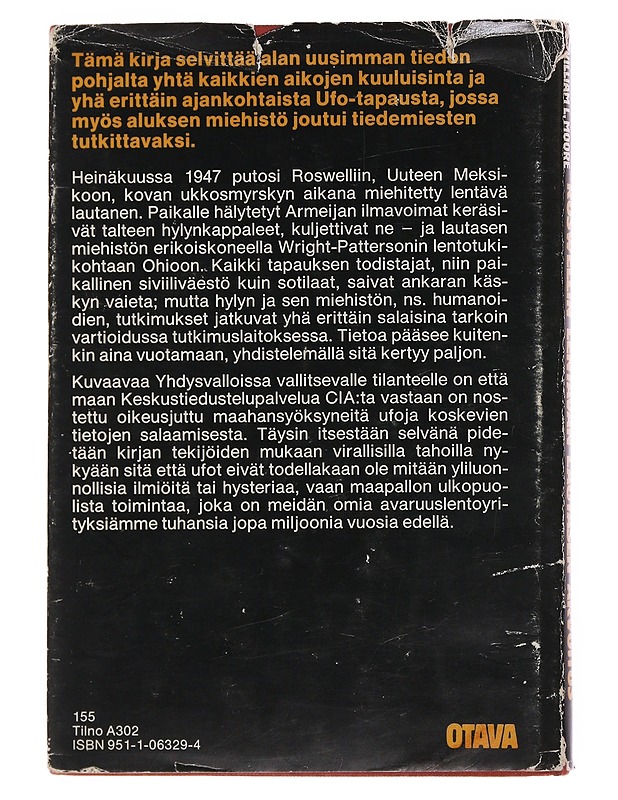 Tämä kirja selvittää alan uusimman tiedon
pohjalta yhtä kaikkien aikojen kuuluisinta ja
yhä erittäin ajankohtaista Ufo-tapausta, jossa
myös aluksen miehistö joutui tiedemiesten
tutkittavaksi.
Heinäkuussa 1947 putosi Roswelliin, Uuteen Meksi-
koon, kovan ukkosmyrskyn aikana miehitetty lentävä
lautanen. Paikalle hälytetyt Armeijan ilmavoimat keräsi-
vät talteen hylynkappaleet, kuljettivat ne – ja lautasen
miehistön erikoiskoneella Wright-Pattersonin lentotuki-
kohtaan Ohioon. Kaikki tapauksen todistajat, niin pai-
kallinen siviiliväestö kuin sotilaat, saivat ankaran käs-
kyn vaieta; mutta hylyn ja sen miehistön, ns. humanoi-
dien, tutkimukset jatkuvat yhä erittäin salaisina tarkoin
vartioidussa tutkimuslaitoksessa. Tietoa pääsee kuiten-
kin aina vuotamaan, yhdistelemällä sitä kertyy paljon.
Kuvaavaa Yhdysvalloissa vallitsevalle tilanteelle on että
maan Keskustiedustelupalvelua CIA:ta vastaan on nos-
tettu oikeusjuttu maahansyöksyneitä ufoja koskevien
tietojen salaamisesta. Täysin itsestään selvänä pide-
tään kirjan tekijöiden mukaan virallisilla tahoilla ny-
kyään sitä että ufot eivät todellakaan ole mitään yliluon-
nollisia ilmiöitä tai hysteriaa, vaan maapallon ulkopuo-
lista toimintaa, joka on meidän omia avaruuslentoyri-
tyksiämme tuhansia jopa miljoonia vuosia edellä.
155
Tilno A302
ISBN 951-1-06329-4
OTAVA
L. MOORE